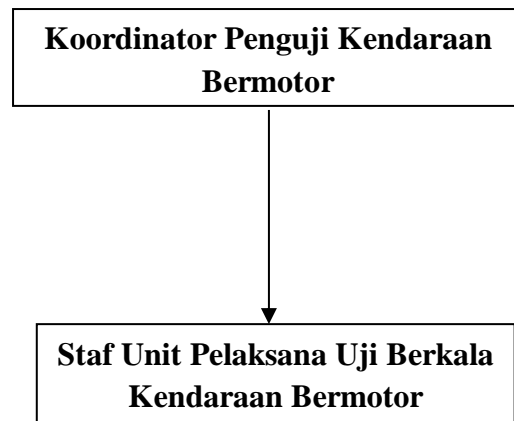 Koordinator Penguji Kendaraan
Bermotor
Staf Unit Pelaksana Uji Berkala
Kendaraan Bermotor